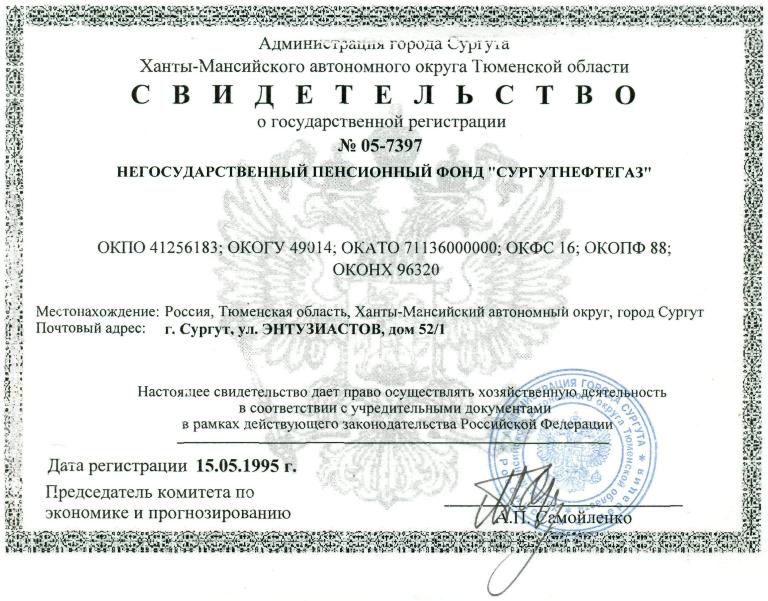 Администрация города Сургута
Ханты-Мансийского автономного округа Тюменской области
СВИДЕТЕЛЬСТВО
о государственной регистрации
№ 05-7397
НЕГОСУДАРСТВЕННЫЙ ПЕНСИОННЫЙ ФОНД "СУРГУТНЕФТЕГАЗ"
ОКПО 41256183; ОКОГУ 49014; ОКАТО 71136000000; ОКФС 16; ОКОПФ 88;
ОКОНХ 96320
Местонахождение: Россия, Тюменская область, Ханты-Мансийский автономный округ, город Сургут
Почтовый адрес: г. Сургут, ул. ЭНТУЗИАСТОВ, дом 52/1
Настоящее свидетельство дает право осуществлять хозяйственную деятельность
в соответствии с учредительными документами
в рамках действующего законодательства Российской Федерации
Дата регистрации 15.05.1995 г.
Председатель комитета по
экономике и прогнозированию
А.П. Самойленко
АДМИНИСТРАЦИЯ ГОРОДА СУРГУТА
округа Тюменской